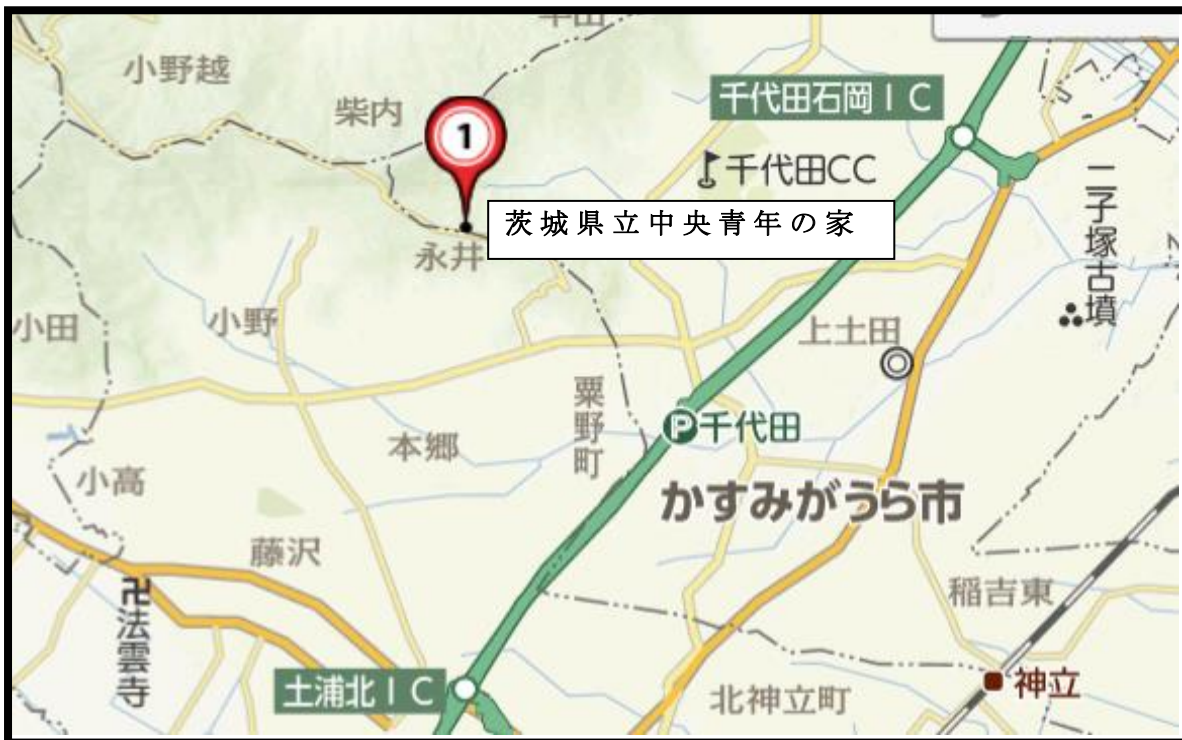 小野越
柴内
1
千代田石岡IC
千代田CC
茨城県立中央青年の家
永井
二子塚古墳
小田
小野
上土田
粟野町
P千代田
本郷
小高
かすみがうら市
藤沢
卍法雲寺
稲吉東
土浦北IC
北神立町
神立